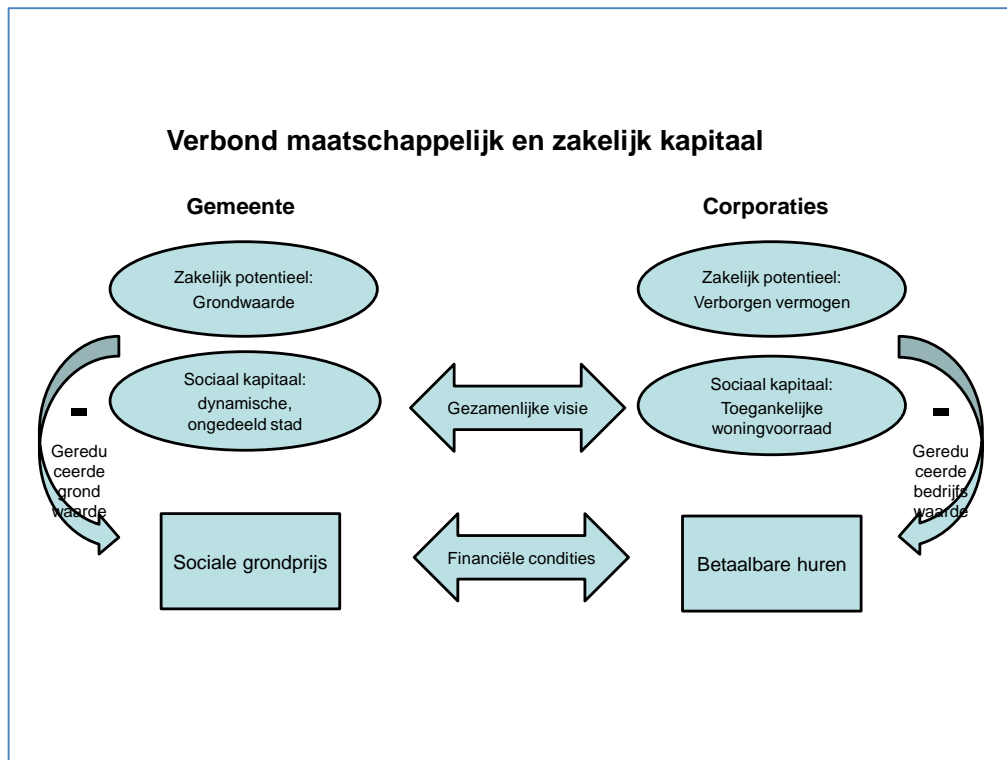 Verbond maatschappelijk en zakelijk kapitaal
Gemeente
Corporaties
Zakelijk potentieel:
Grondwaarde
Zakelijk potentieel:
Verborgen vermogen
Sociaal kapitaal:
dynamische,
ongedeeld stad
Gezamenlijke visie
Sociaal kapitaal:
Toegankelijke
woningvoorraad
-
Geredu
ceerde
grond
waarde
-
Geredu
ceerde
bedrijfs
waarde
Sociale grondprijs
Financiële condities
Betaalbare huren